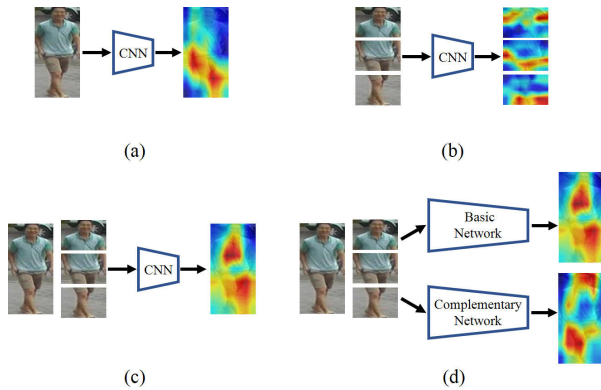 CNN
(a)
CNN
(b)
CNN
(c)
Basic
Network
Complementary
Network
(d)